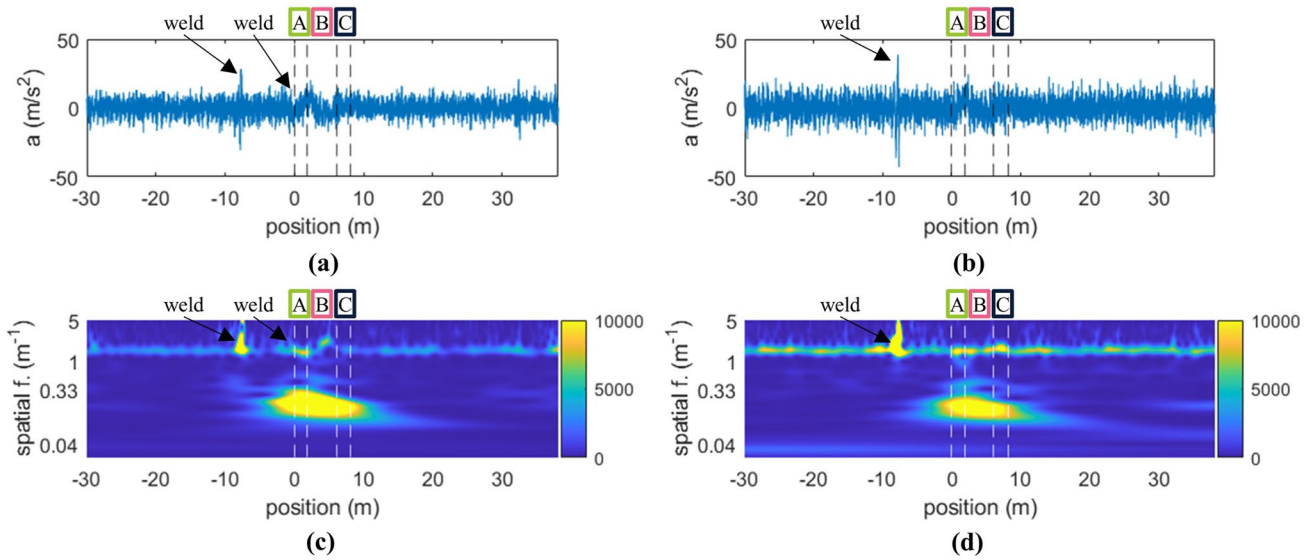 weld weld A B C
50
0
-50
a (m/s²)
-30 -20 -10 0 10 20 30
position (m)
(a)
weld A B C
50
0
-50
a (m/s²)
-30 -20 -10 0 10 20 30
position (m)
(b)
weld weld A B C
5
1
0.33
0.04
spatial f. (m⁻¹)
10000
5000
0
-30 -20 -10 0 10 20 30
position (m)
(c)
weld A B C
5
1
0.33
0.04
spatial f. (m⁻¹)
10000
5000
0
-30 -20 -10 0 10 20 30
position (m)
(d)